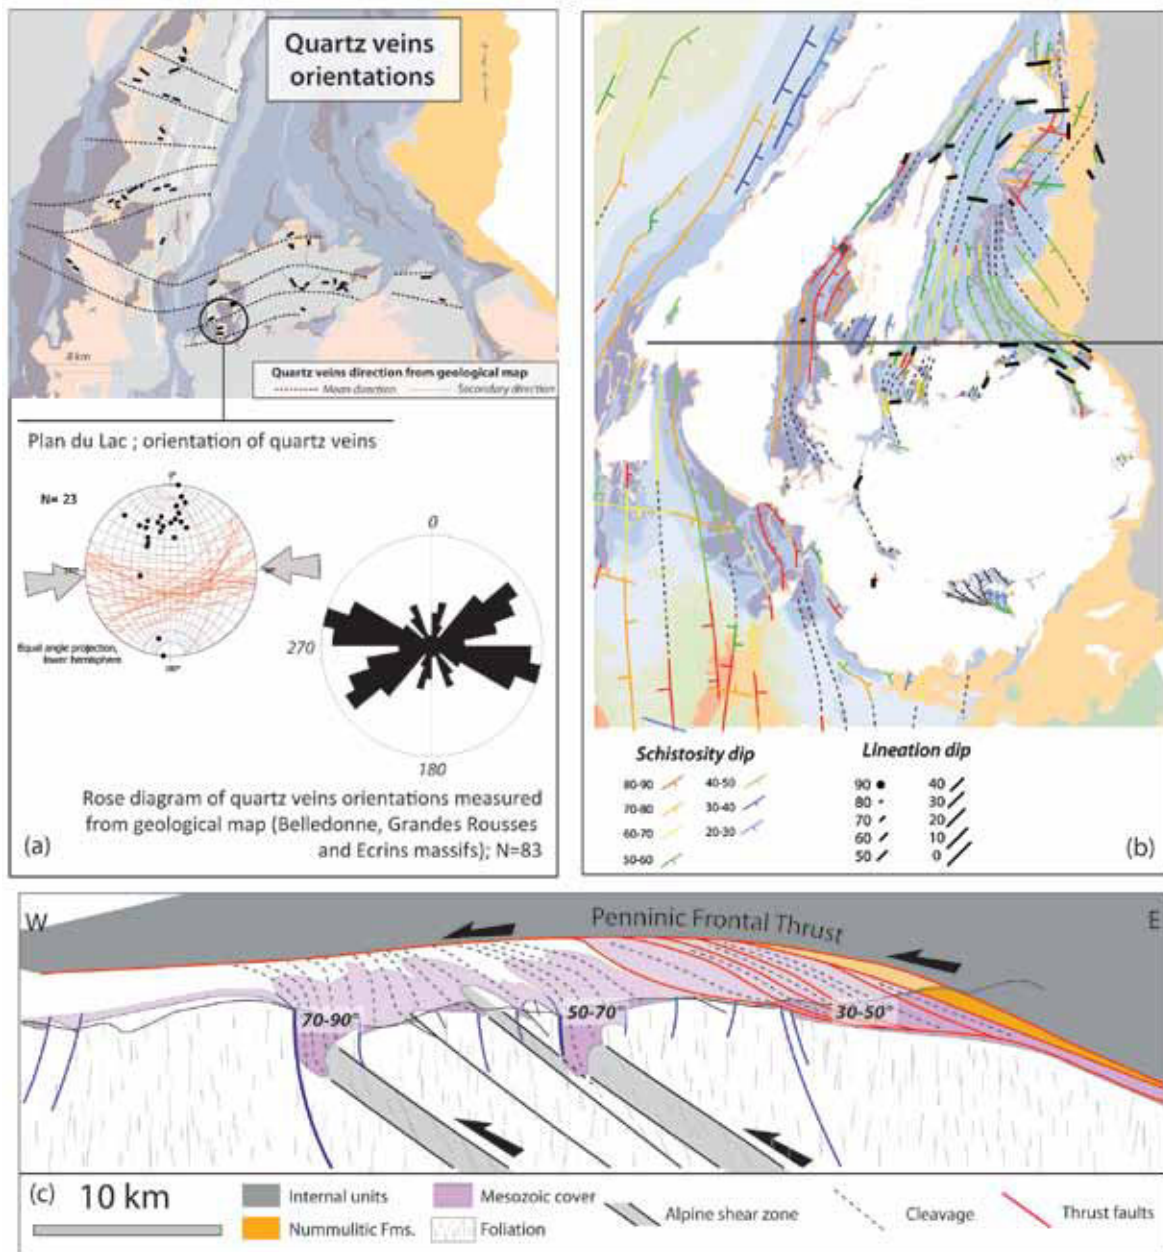 Quartz veins
orientations
8 km
Quartz veins direction from geological map
Mean direction
Secondary direction
Plan du Lac ; orientation of quartz veins
N= 23
0°
180°
Equal angle projection,
lower hemisphere
0
270
180
Rose diagram of quartz veins orientations measured
from geological map (Belledonne, Grandes Rousses
and Ecrins massifs); N=83
(a)
Schistosity dip
80-90
70-80
60-70
50-60
40-50
30-40
20-30
Lineation dip
90
80
70
60
50
40
30
20
10
0
(b)
W
Penninic Frontal Thrust
E
70-90°
50-70°
30-50°
(c)
10 km
Internal units
Nummulitic Fms.
Mesozoic cover
Foliation
Alpine shear zone
Cleavage
Thrust faults